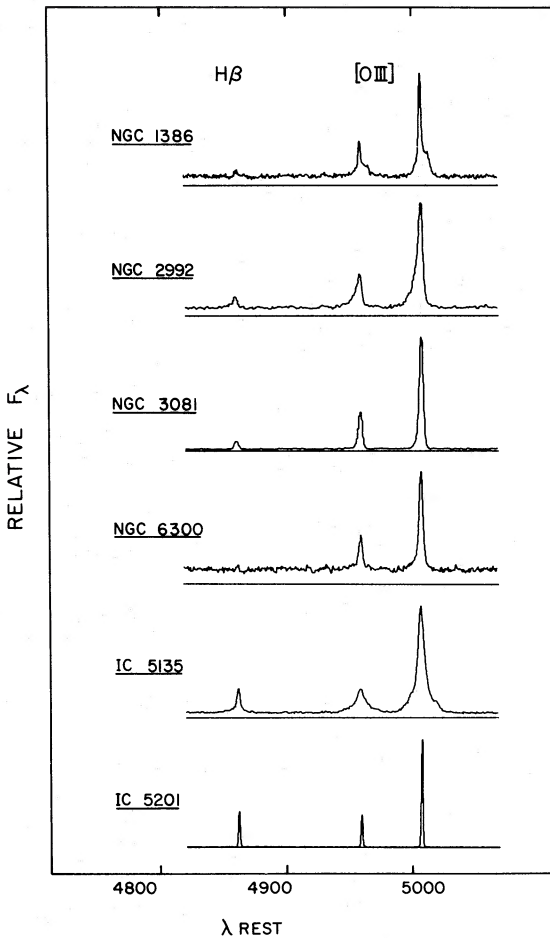 Hβ [OIII]
NGC 1386
NGC 2992
NGC 3081
NGC 6300
IC 5135
IC 5201
RELATIVE Fλ
4800 4900 5000
λ REST